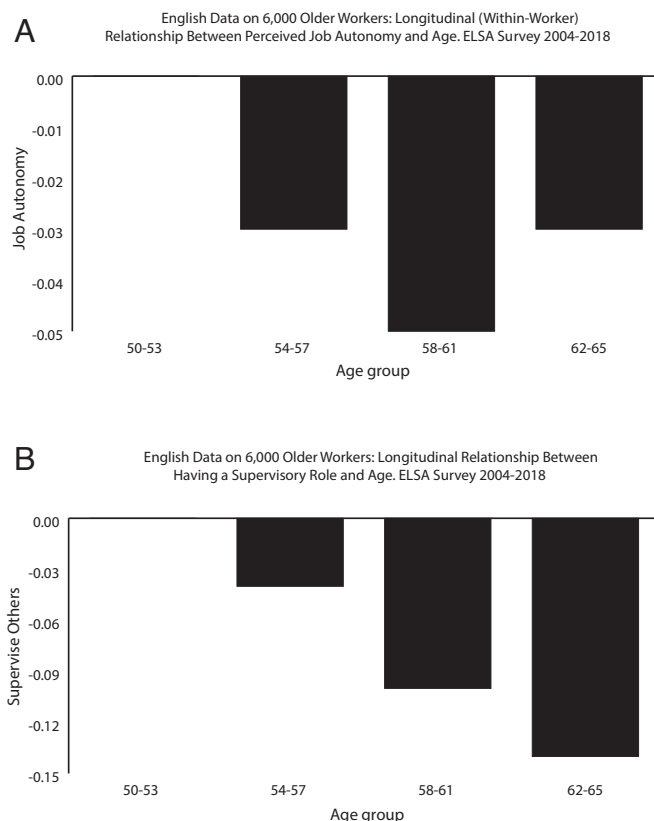 A
English Data on 6,000 Older Workers: Longitudinal (Within-Worker)
Relationship Between Perceived Job Autonomy and Age. ELSA Survey 2004-2018
0.00
-0.01
-0.02
-0.03
-0.04
-0.05
Job Autonomy
50-53 54-57 58-61 62-65
Age group
B
English Data on 6,000 Older Workers: Longitudinal Relationship Between
Having a Supervisory Role and Age. ELSA Survey 2004-2018
0.00
-0.03
-0.06
-0.09
-0.12
-0.15
Supervise Others
50-53 54-57 58-61 62-65
Age group